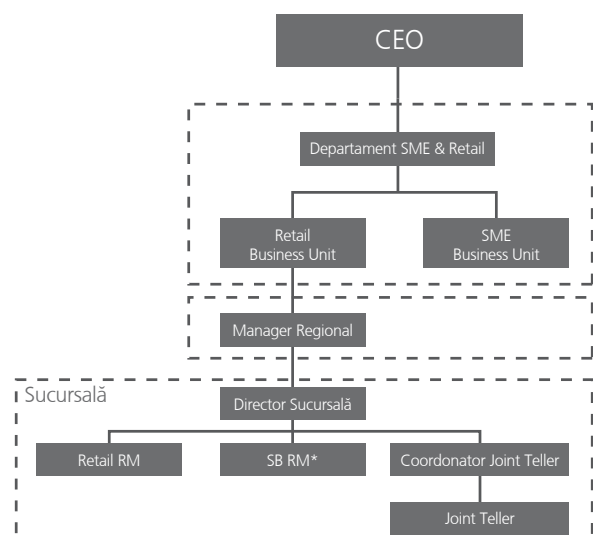 CEO
Departament SME & Retail
Retail
Business Unit
SME
Business Unit
Manager Regional
Sucursală
Director Sucursală
Retail RM
SB RM*
Coordonator Joint Teller
Joint Teller